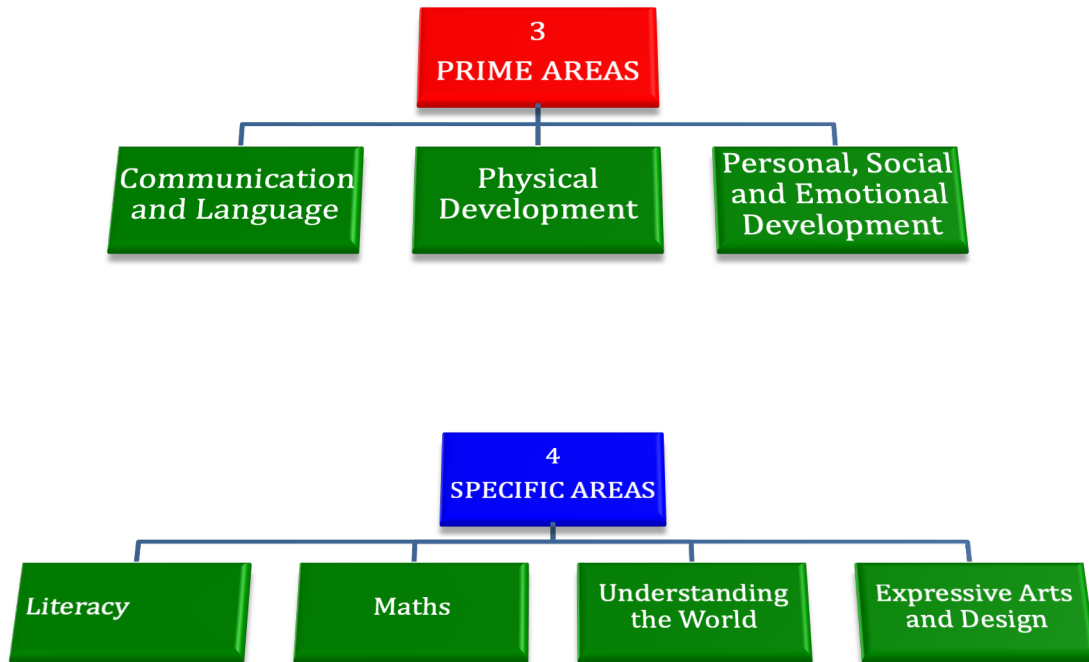 3
PRIME AREAS
Communication
and Language
Physical
Development
Personal, Social
and Emotional
Development
4
SPECIFIC AREAS
Literacy
Maths
Understanding
the World
Expressive Arts
and Design